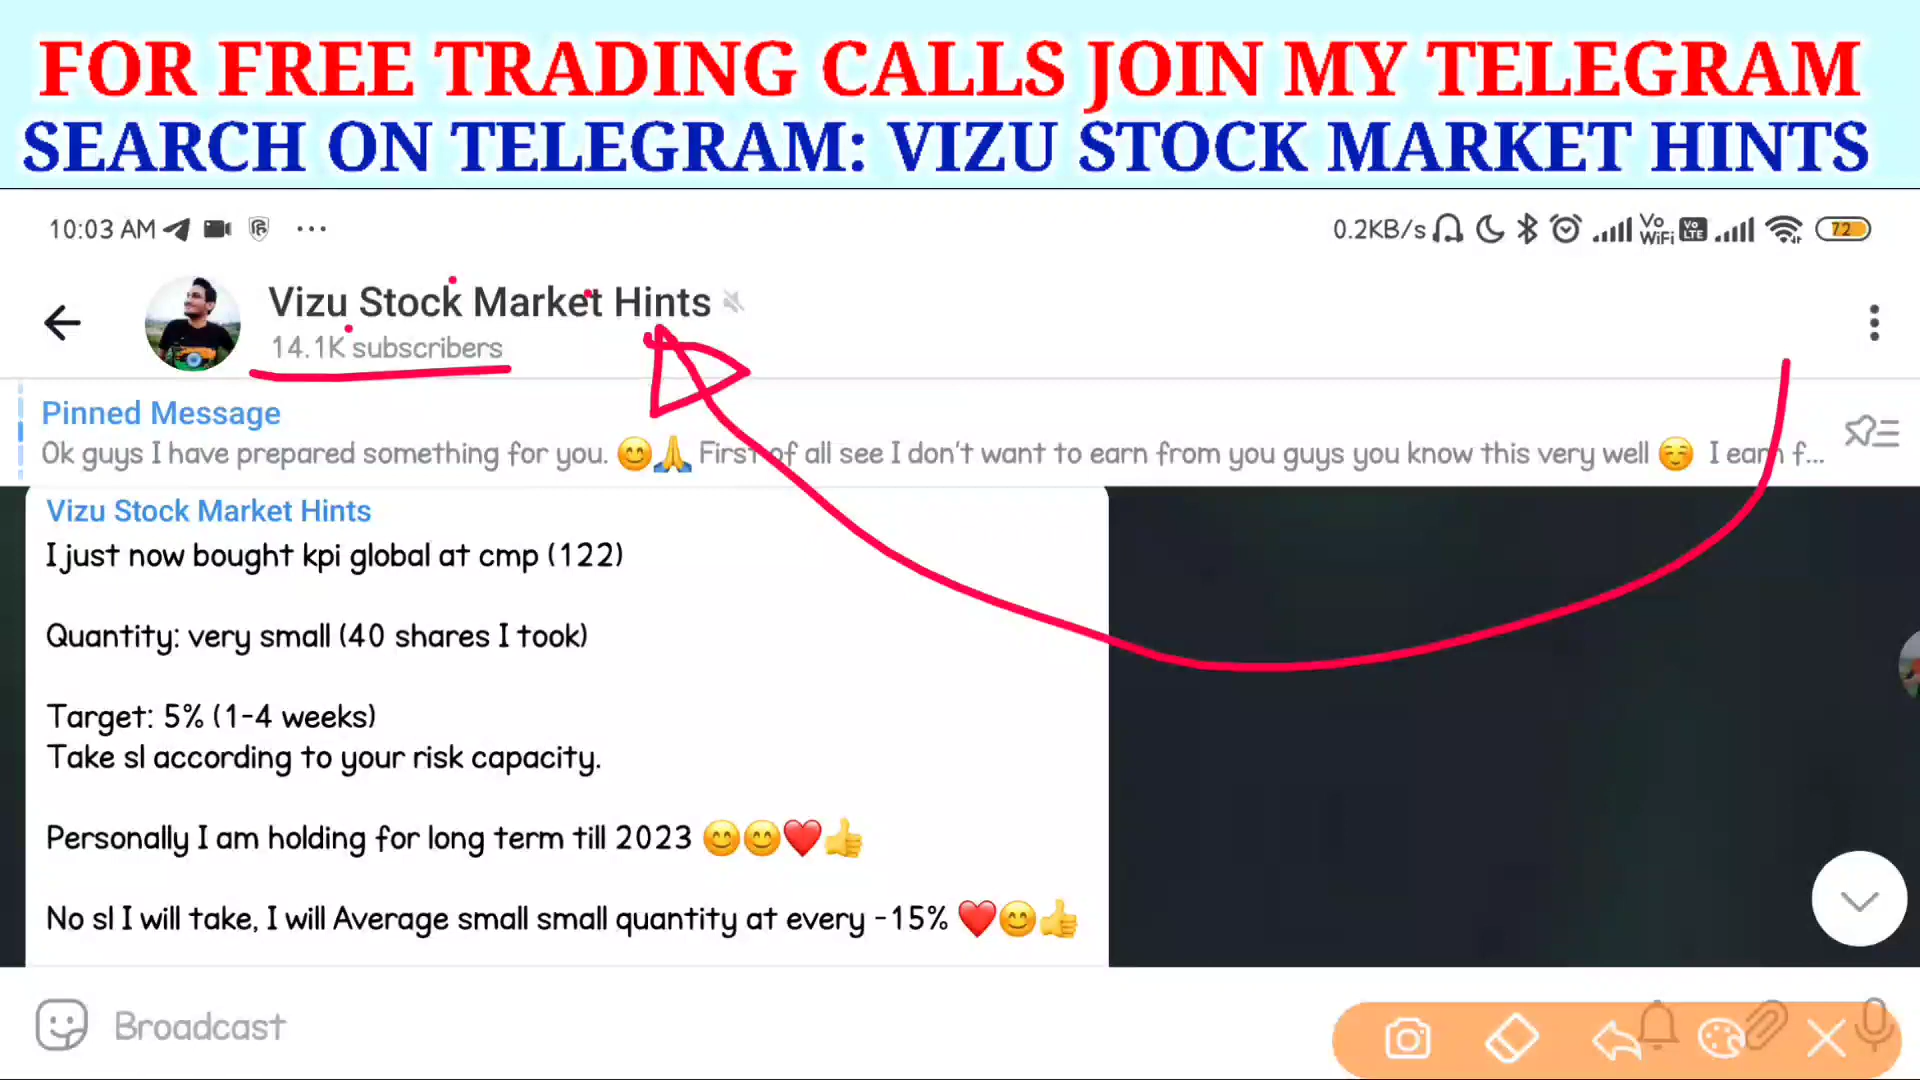 FOR FREE TRADING CALLS JOIN MY TELEGRAM
SEARCH ON TELEGRAM: VIZU STOCK MARKET HINTS
10:03 AM ... 0.2KB/s Vo WiFi Vo LTE 72
Vizu Stock Market Hints
14.1K subscribers
Pinned Message
Ok guys I have prepared something for you. 😊🙏 First of all see I don't want to earn from you guys you know this very well ☺️ I earn f...
Vizu Stock Market Hints
I just now bought kpi global at cmp (122)
Quantity: very small (40 shares I took)
Target: 5% (1-4 weeks)
Take sl according to your risk capacity.
Personally I am holding for long term till 2023 😊😊❤️👍
No sl I will take, I will Average small small quantity at every -15% ❤️😊👍
Broadcast